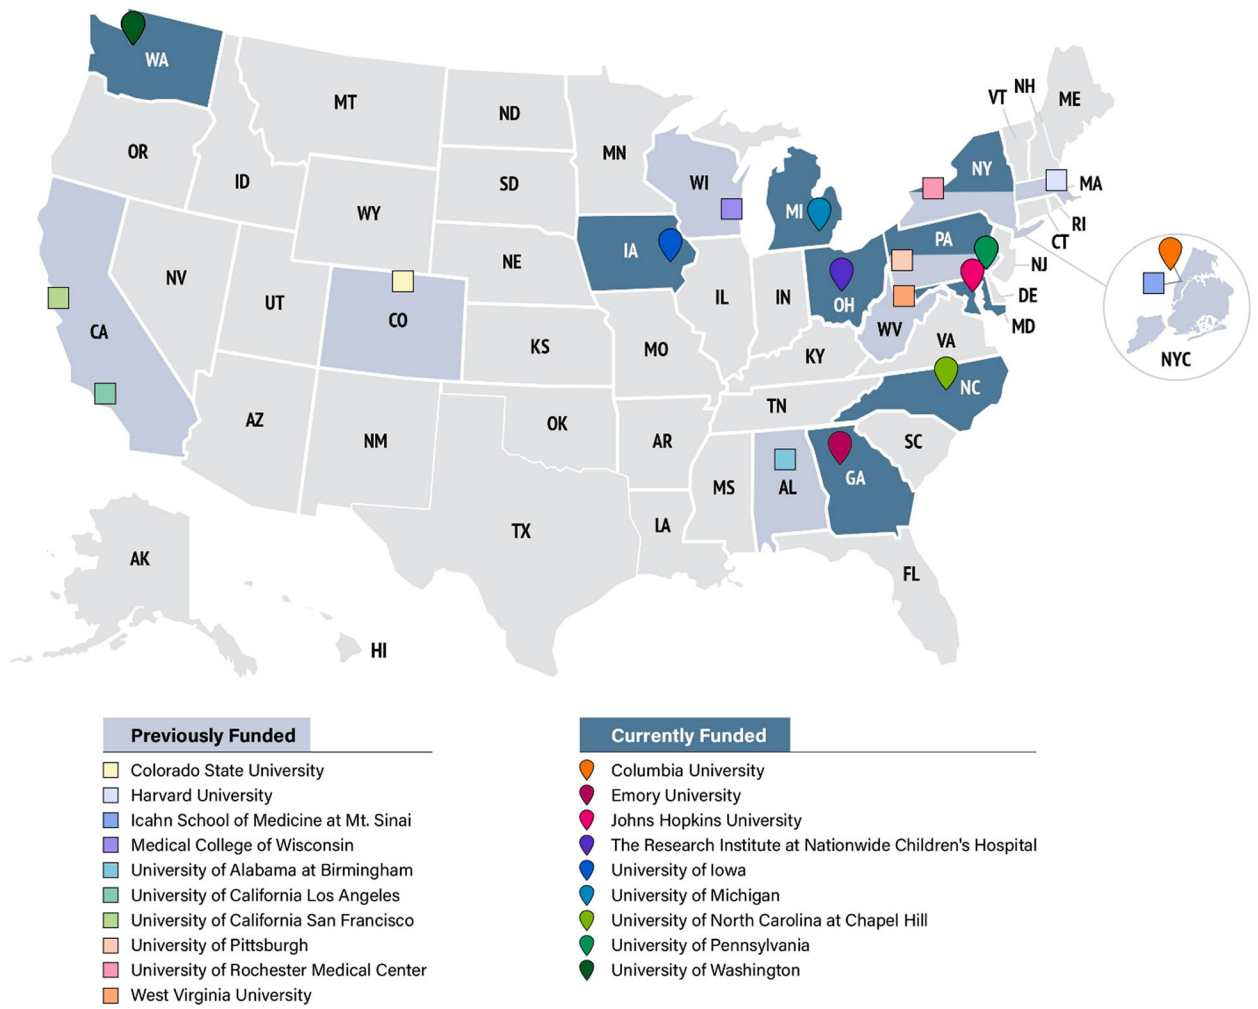 WA
MT
ND
MN
VT
NH
ME
OR
ID
SD
WI
NY
MA
WY
MI
RI
CT
IA
PA
NV
NE
NJ
UT
CO
IL
IN
OH
DE
CA
WV
MD
KS
MO
KY
VA
NYC
AZ
NM
OK
TN
NC
AR
SC
MS
AL
GA
TX
LA
AK
FL
HI
Previously Funded
Colorado State University
Harvard University
Icahn School of Medicine at Mt. Sinai
Medical College of Wisconsin
University of Alabama at Birmingham
University of California Los Angeles
University of California San Francisco
University of Pittsburgh
University of Rochester Medical Center
West Virginia University
Currently Funded
Columbia University
Emory University
Johns Hopkins University
The Research Institute at Nationwide Children's Hospital
University of Iowa
University of Michigan
University of North Carolina at Chapel Hill
University of Pennsylvania
University of Washington